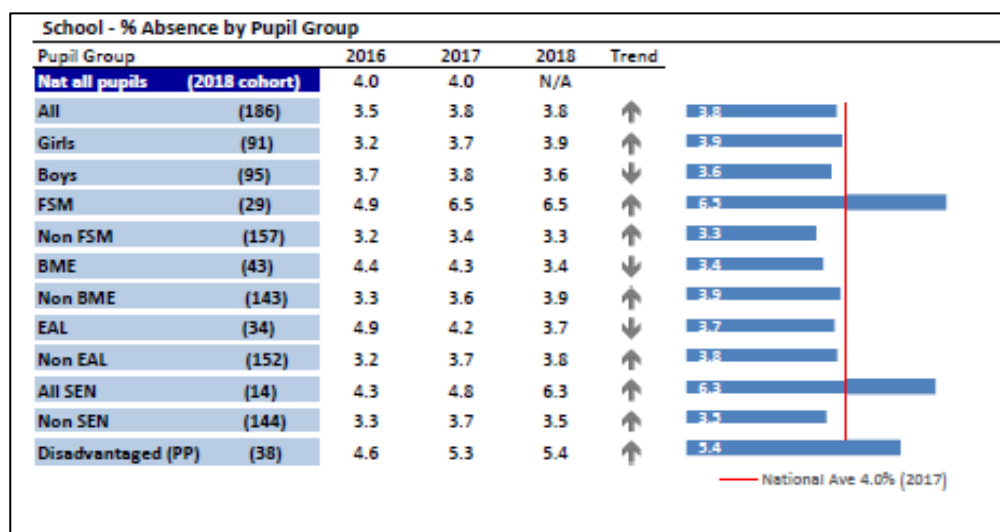 School - % Absence by Pupil Group
Pupil Group 2016 2017 2018 Trend
Nat all pupils (2018 cohort) 4.0 4.0 N/A
All (186) 3.5 3.8 3.8 3.8
Girls (91) 3.2 3.7 3.9 3.9
Boys (95) 3.7 3.8 3.6 3.6
FSM (29) 4.9 6.5 6.5 6.5
Non FSM (157) 3.2 3.4 3.3 3.3
BME (43) 4.4 4.3 3.4 3.4
Non BME (143) 3.3 3.6 3.9 3.9
EAL (34) 4.9 4.2 3.7 3.7
Non EAL (152) 3.2 3.7 3.8 3.8
All SEN (14) 4.3 4.8 6.3 6.3
Non SEN (144) 3.3 3.7 3.5 3.5
Disadvantaged (PP) (38) 4.6 5.3 5.4 5.4
National Ave 4.0% (2017)